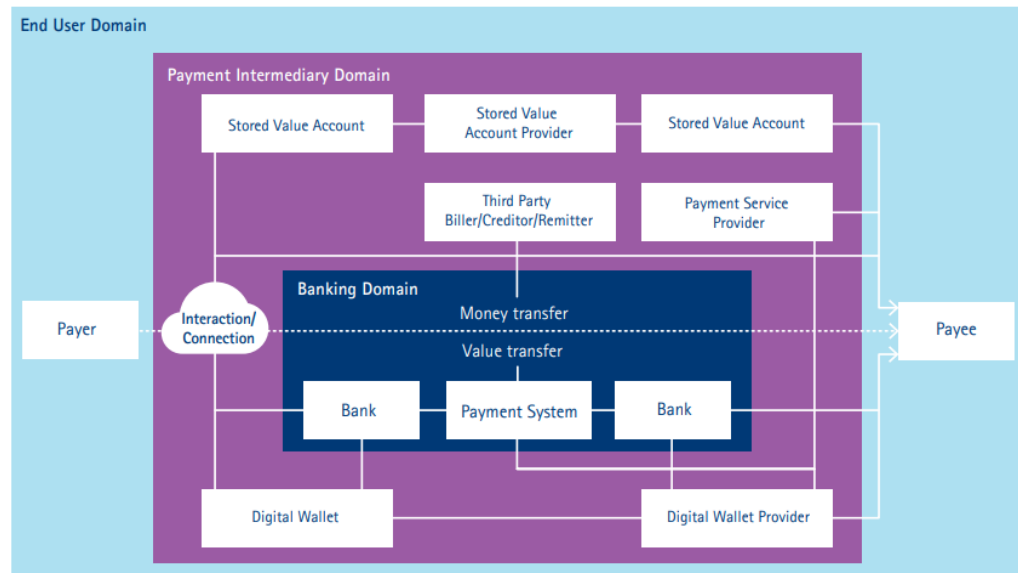 End User Domain
Payment Intermediary Domain
Stored Value Account
Stored Value
Account Provider
Stored Value Account
Third Party
Biller/Creditor/Remitter
Payment Service
Provider
Banking Domain
Money transfer
Payer
Interaction/
Connection
Payee
Value transfer
Bank
Payment System
Bank
Digital Wallet
Digital Wallet Provider